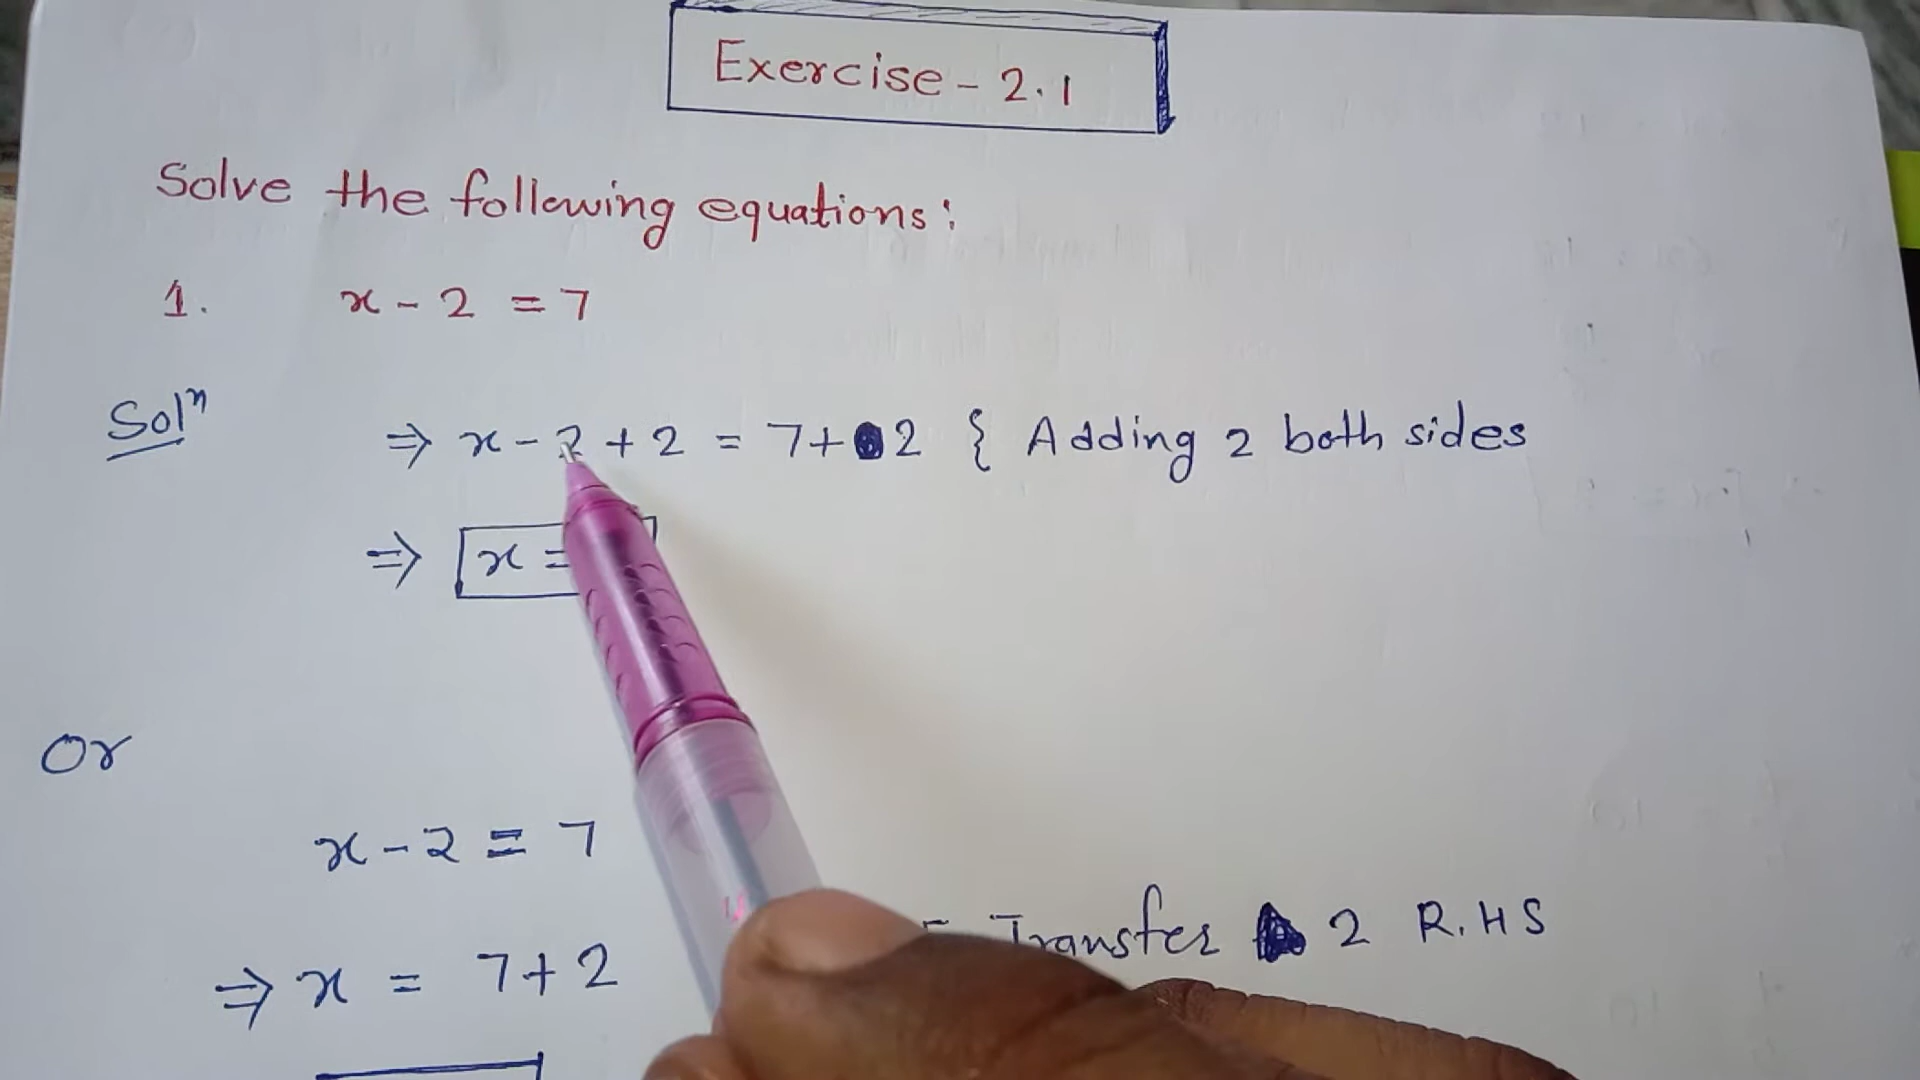 Exercise - 2.1
Solve the following equations:
1. x - 2 = 7
Solⁿ
⇒ x - 2 + 2 = 7 + 2 { Adding 2 both sides
⇒ x =
Or
x - 2 = 7
⇒ x = 7 + 2 Transfer 2 R.HS